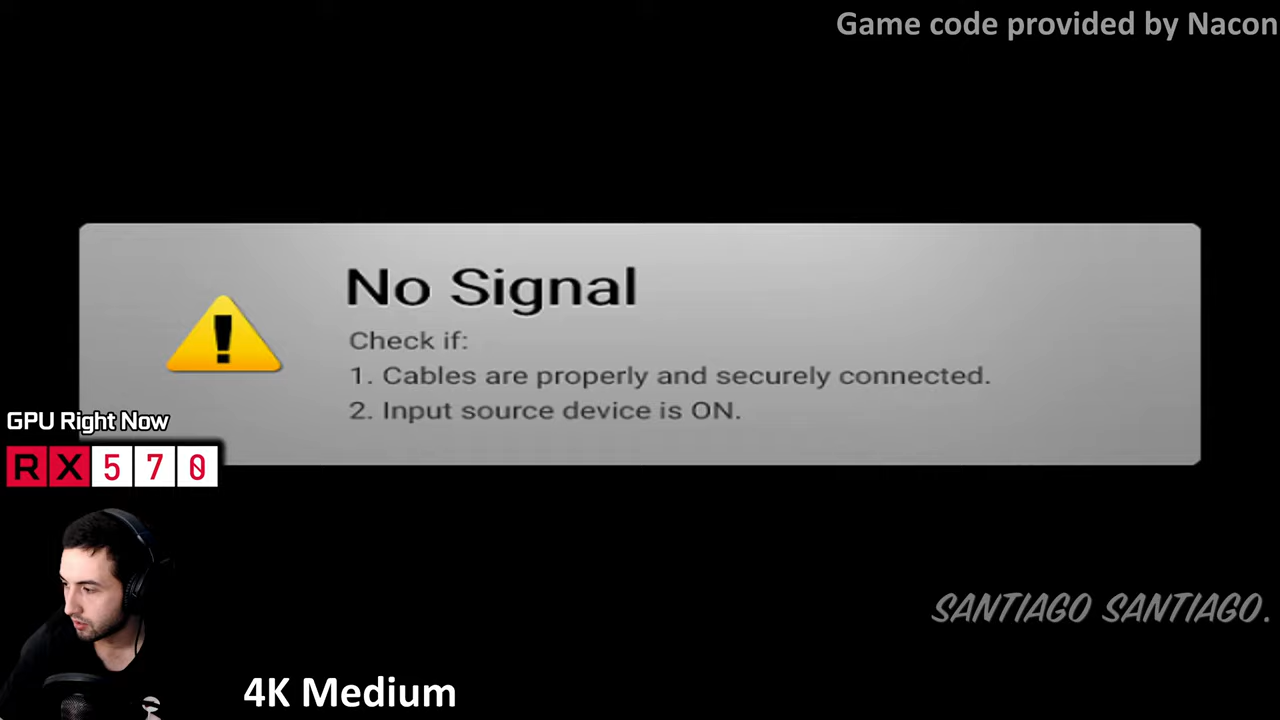 Game code provided by Nacon
No Signal
Check if:
1. Cables are properly and securely connected.
2. Input source device is ON.
GPU Right Now
RX570
SANTIAGO SANTIAGO.
4K Medium